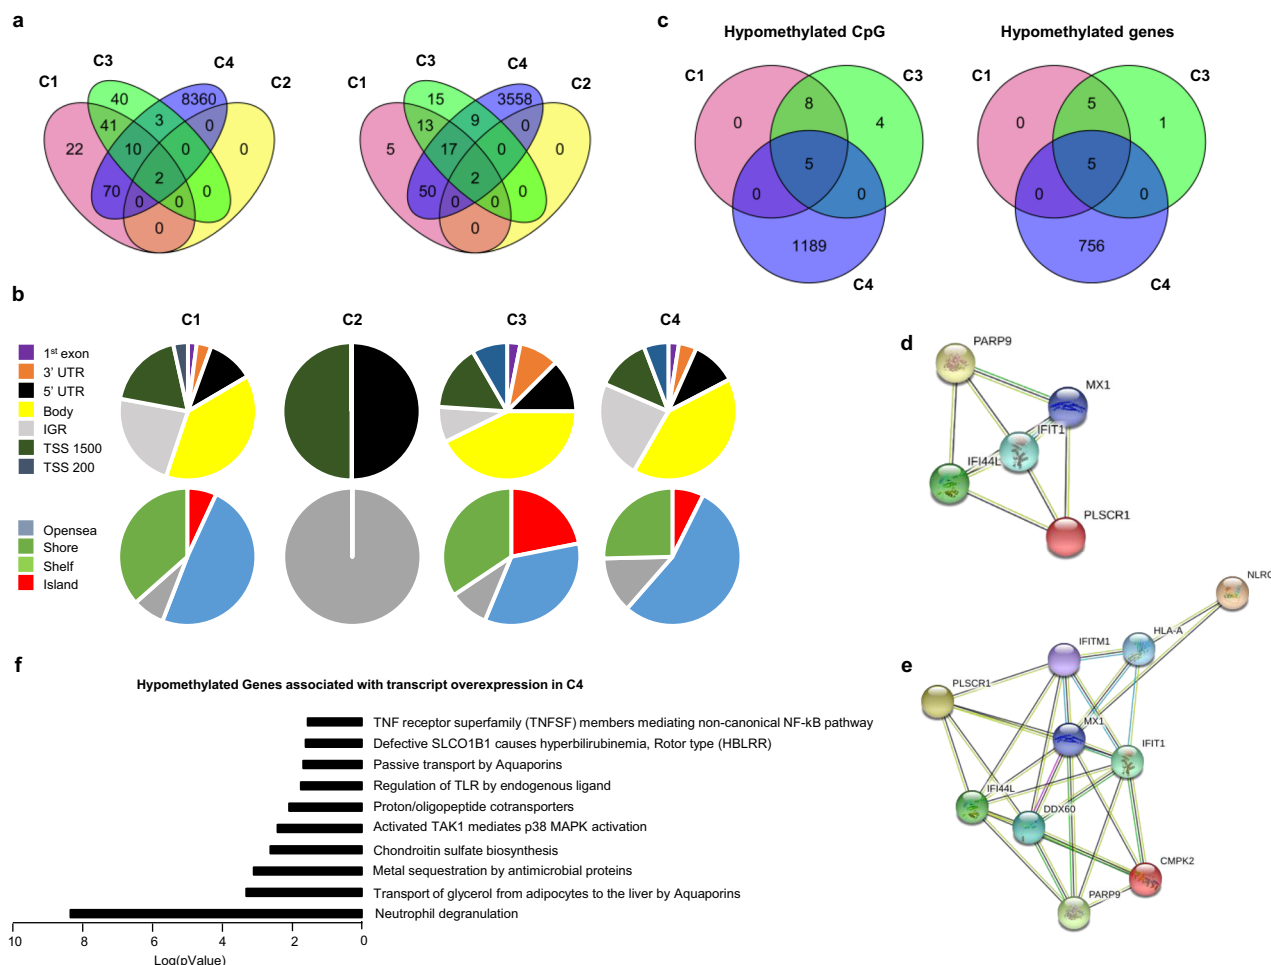 a
C1
C3
C4
C2
40
8360
3
0
41
22
10
0
0
2
70
0
0
0
0
C1
C3
C4
C2
15
3558
9
0
13
5
17
0
0
2
50
0
0
0
0
c
Hypomethylated CpG
C1
C3
8
0
4
5
0
0
1189
C4
Hypomethylated genes
C1
C3
5
0
1
5
0
0
756
C4
b
C1
C2
C3
C4
1st exon
3' UTR
5' UTR
Body
IGR
TSS 1500
TSS 200
Opensea
Shore
Shelf
Island
d
PARP9
MX1
IFIT1
IFI44L
PLSCR1
e
NLRC
HLA-A
IFITM1
PLSCR1
MX1
IFIT1
IFI44L
DDX60
CMPK2
PARP9
f
Hypomethylated Genes associated with transcript overexpression in C4
TNF receptor superfamily (TNFSF) members mediating non-canonical NF-kB pathway
Defective SLCO1B1 causes hyperbilirubinemia, Rotor type (HBLRR)
Passive transport by Aquaporins
Regulation of TLR by endogenous ligand
Proton/oligopeptide cotransporters
Activated TAK1 mediates p38 MAPK activation
Chondroitin sulfate biosynthesis
Metal sequestration by antimicrobial proteins
Transport of glycerol from adipocytes to the liver by Aquaporins
Neutrophil degranulation
10 8 6 4 2 0
Log(pValue)